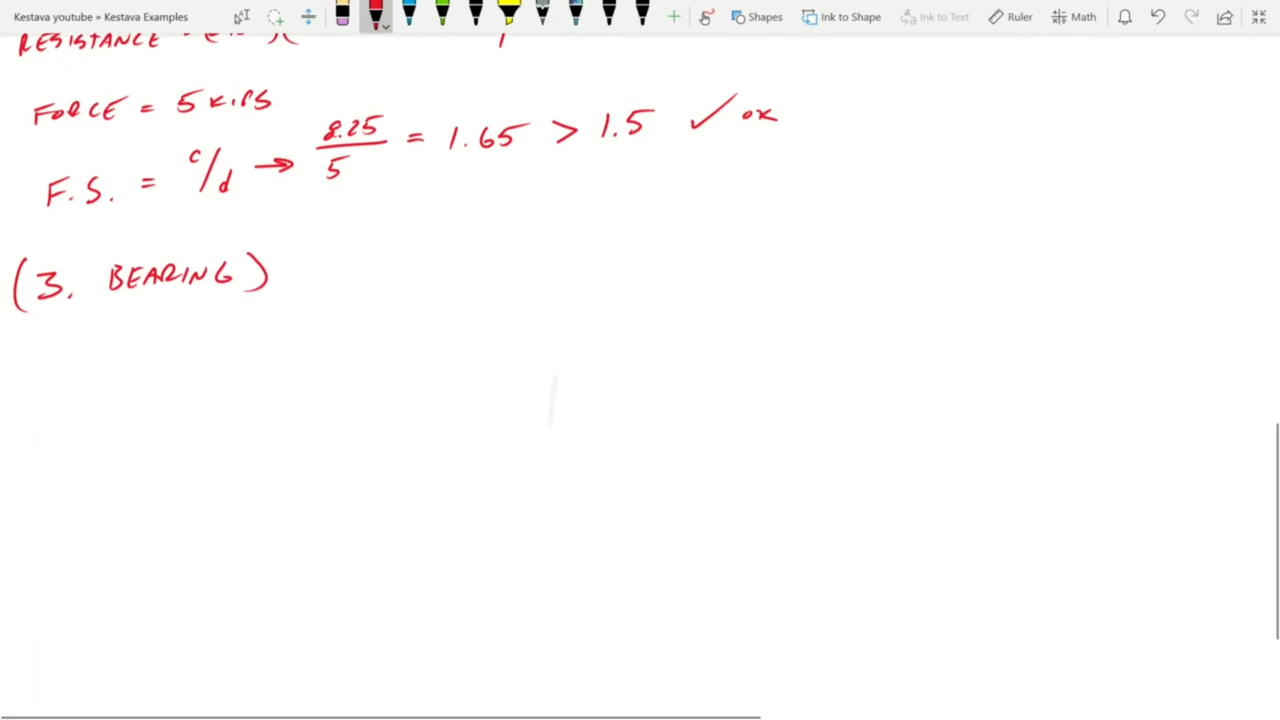 Kestava youtube » Kestava Examples
Shapes
Ink to Shape
Ink to Text
Ruler
Math
RESISTANCE
FORCE = 5 KIPS
F.S. = c/d → 8.25/5 = 1.65 > 1.5 ✓ OK
(3. BEARING)